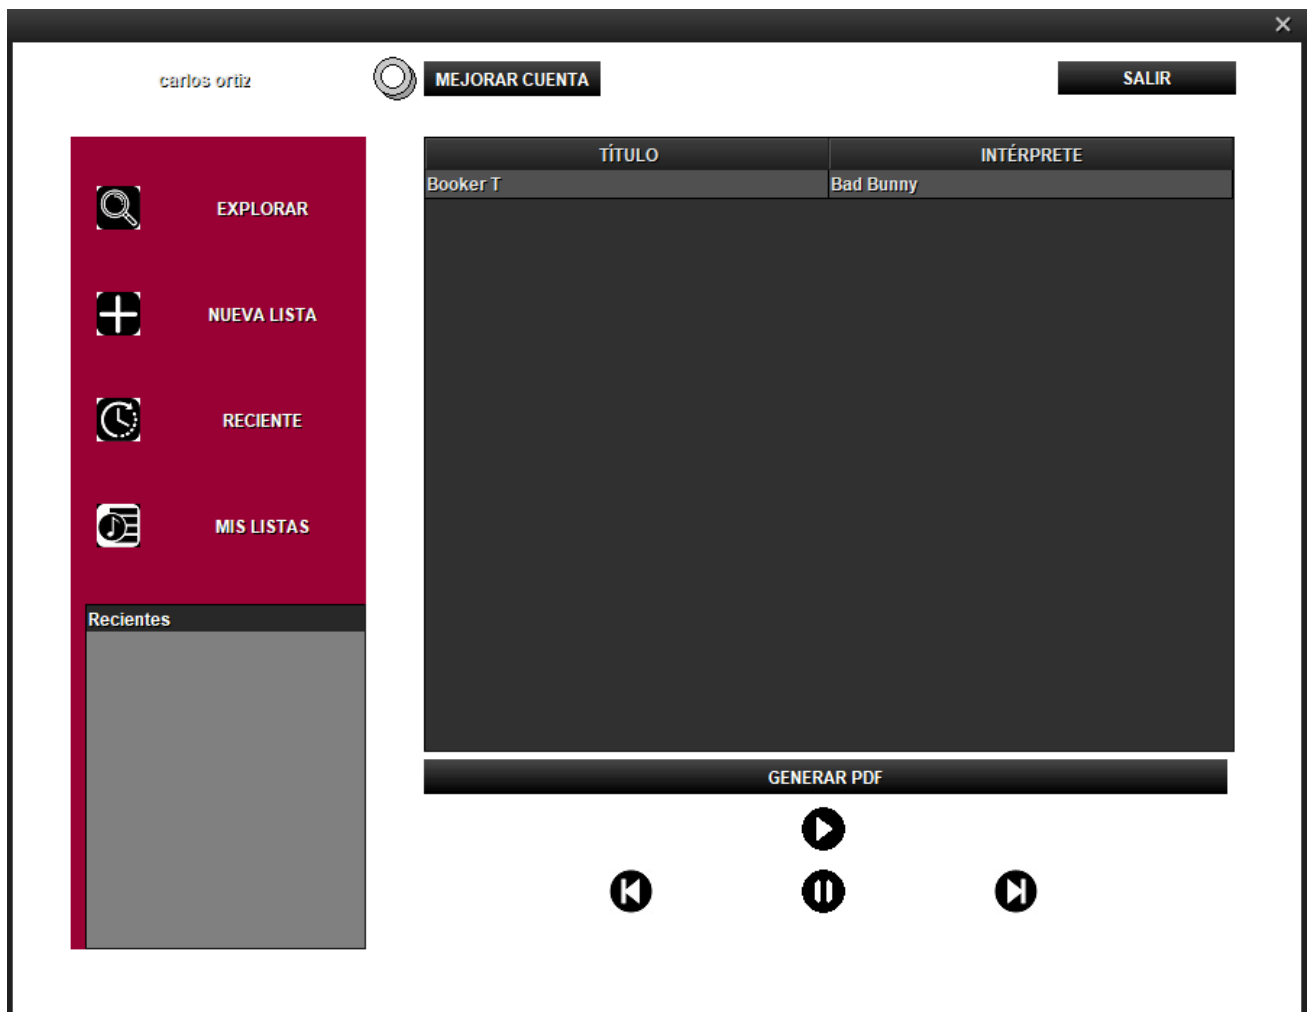 carlos ortiz
MEJORAR CUENTA
SALIR
EXPLORAR
NUEVA LISTA
RECIENTE
MIS LISTAS
Recientes
TÍTULO INTÉRPRETE
Booker T Bad Bunny
GENERAR PDF